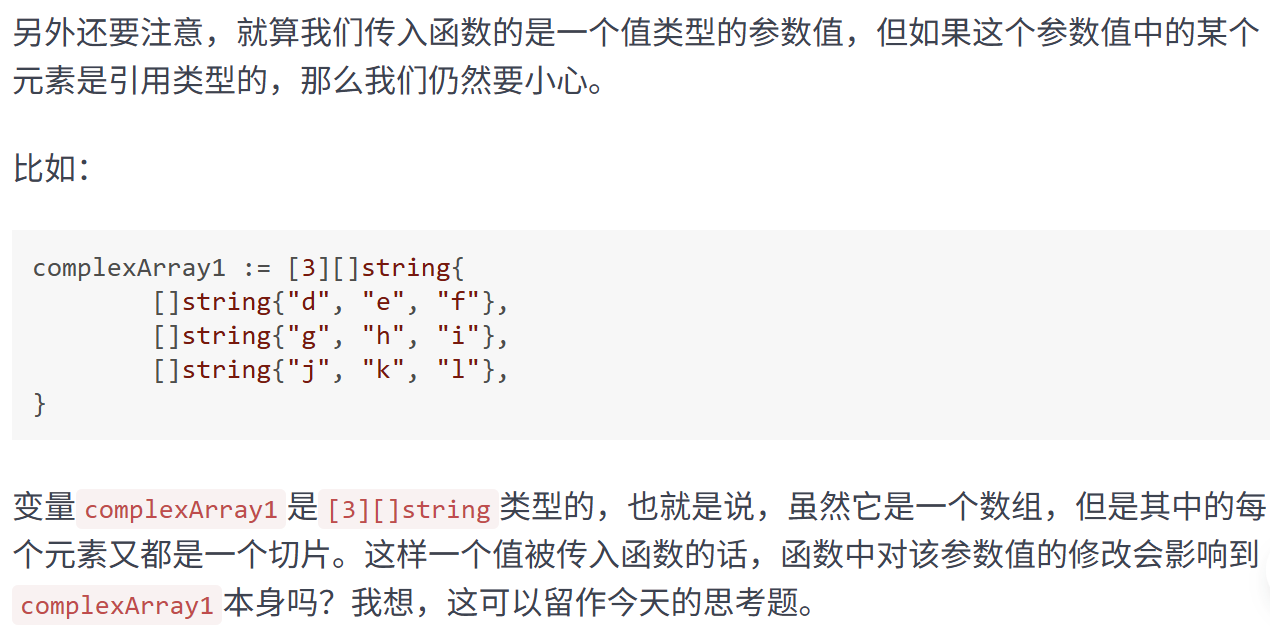 另外还要注意，就算我们传入函数的是一个值类型的参数值，但如果这个参数值中的某个
元素是引用类型的，那么我们仍然要小心。
比如：
complexArray1 := [3][]string{
        []string{"d", "e", "f"},
        []string{"g", "h", "i"},
        []string{"j", "k", "l"},
}
变量complexArray1是[3][]string类型的，也就是说，虽然它是一个数组，但是其中的每
个元素又都是一个切片。这样一个值被传入函数的话，函数中对该参数值的修改会影响到
complexArray1本身吗？我想，这可以留作今天的思考题。